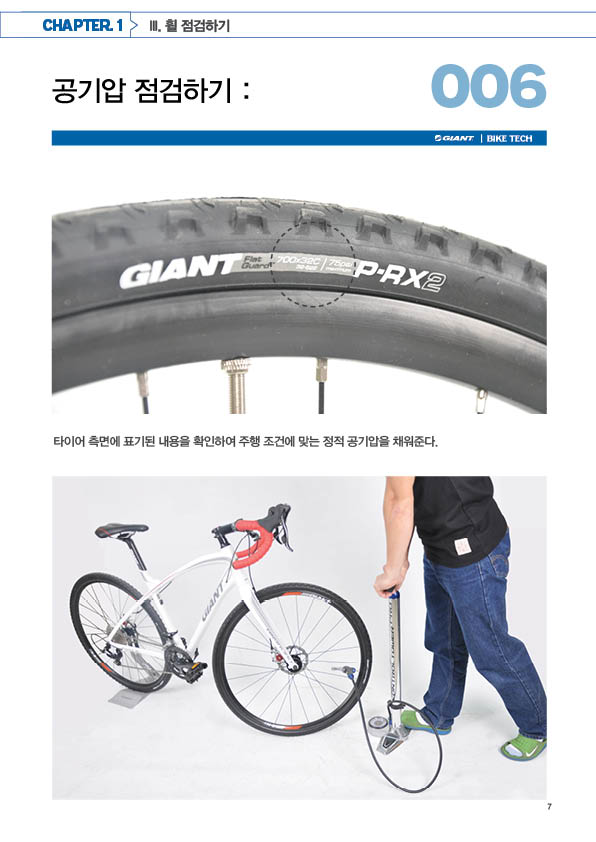 CHAPTER. 1
III. 휠 점검하기
공기압 점검하기 :
006
GIANT | BIKE TECH
GIANT Flat Guard 700x32C P-RX2
타이어 측면에 표기된 내용을 확인하여 주행 조건에 맞는 정적 공기압을 채워준다.
GIANT
CONTROL TOWER PRO
7